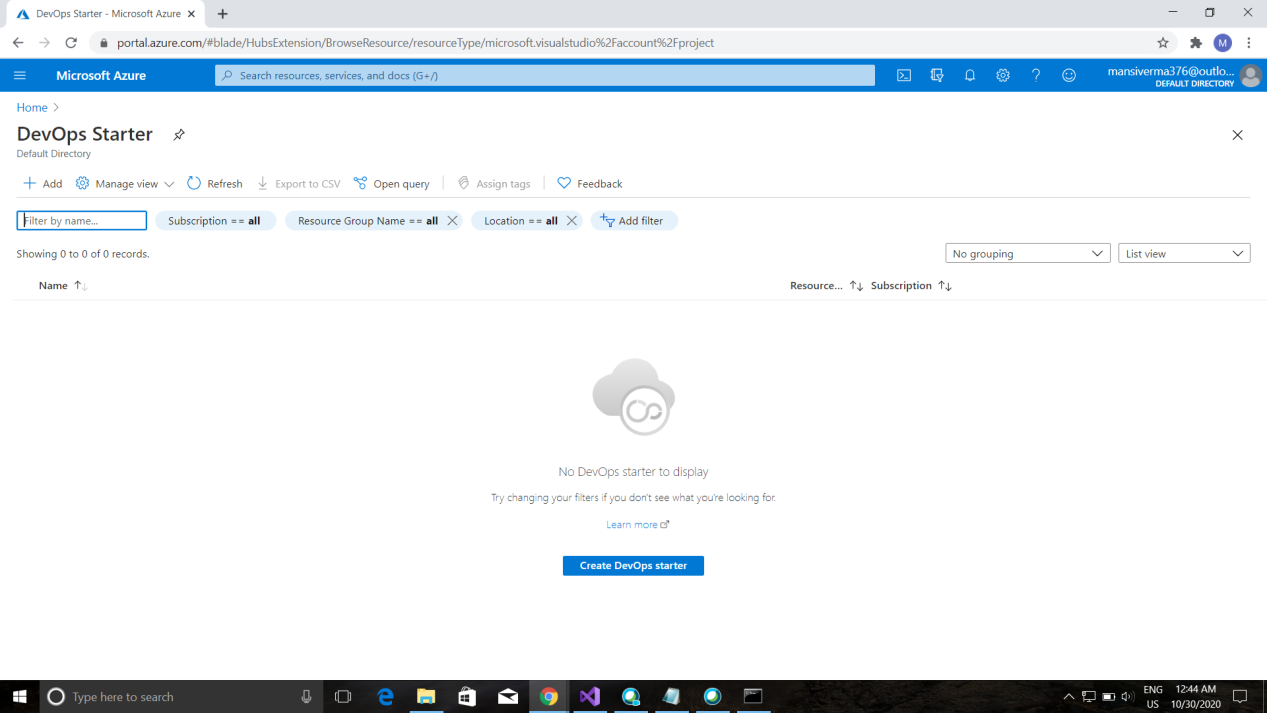 DevOps Starter - Microsoft Azure
portal.azure.com/#blade/HubsExtension/BrowseResource/resourceType/microsoft.visualstudio%2Faccount%2Fproject
M
Microsoft Azure
Search resources, services, and docs (G+/)
mansiverma376@outlo...
DEFAULT DIRECTORY
Home
DevOps Starter
Default Directory
Add Manage view Refresh Export to CSV Open query Assign tags Feedback
Filter by name... Subscription == all Resource Group Name == all Location == all Add filter
Showing 0 to 0 of 0 records. No grouping List view
Name Resource... Subscription
No DevOps starter to display
Try changing your filters if you don't see what you're looking for.
Learn more
Create DevOps starter
Type here to search
ENG 12:44 AM
US 10/30/2020